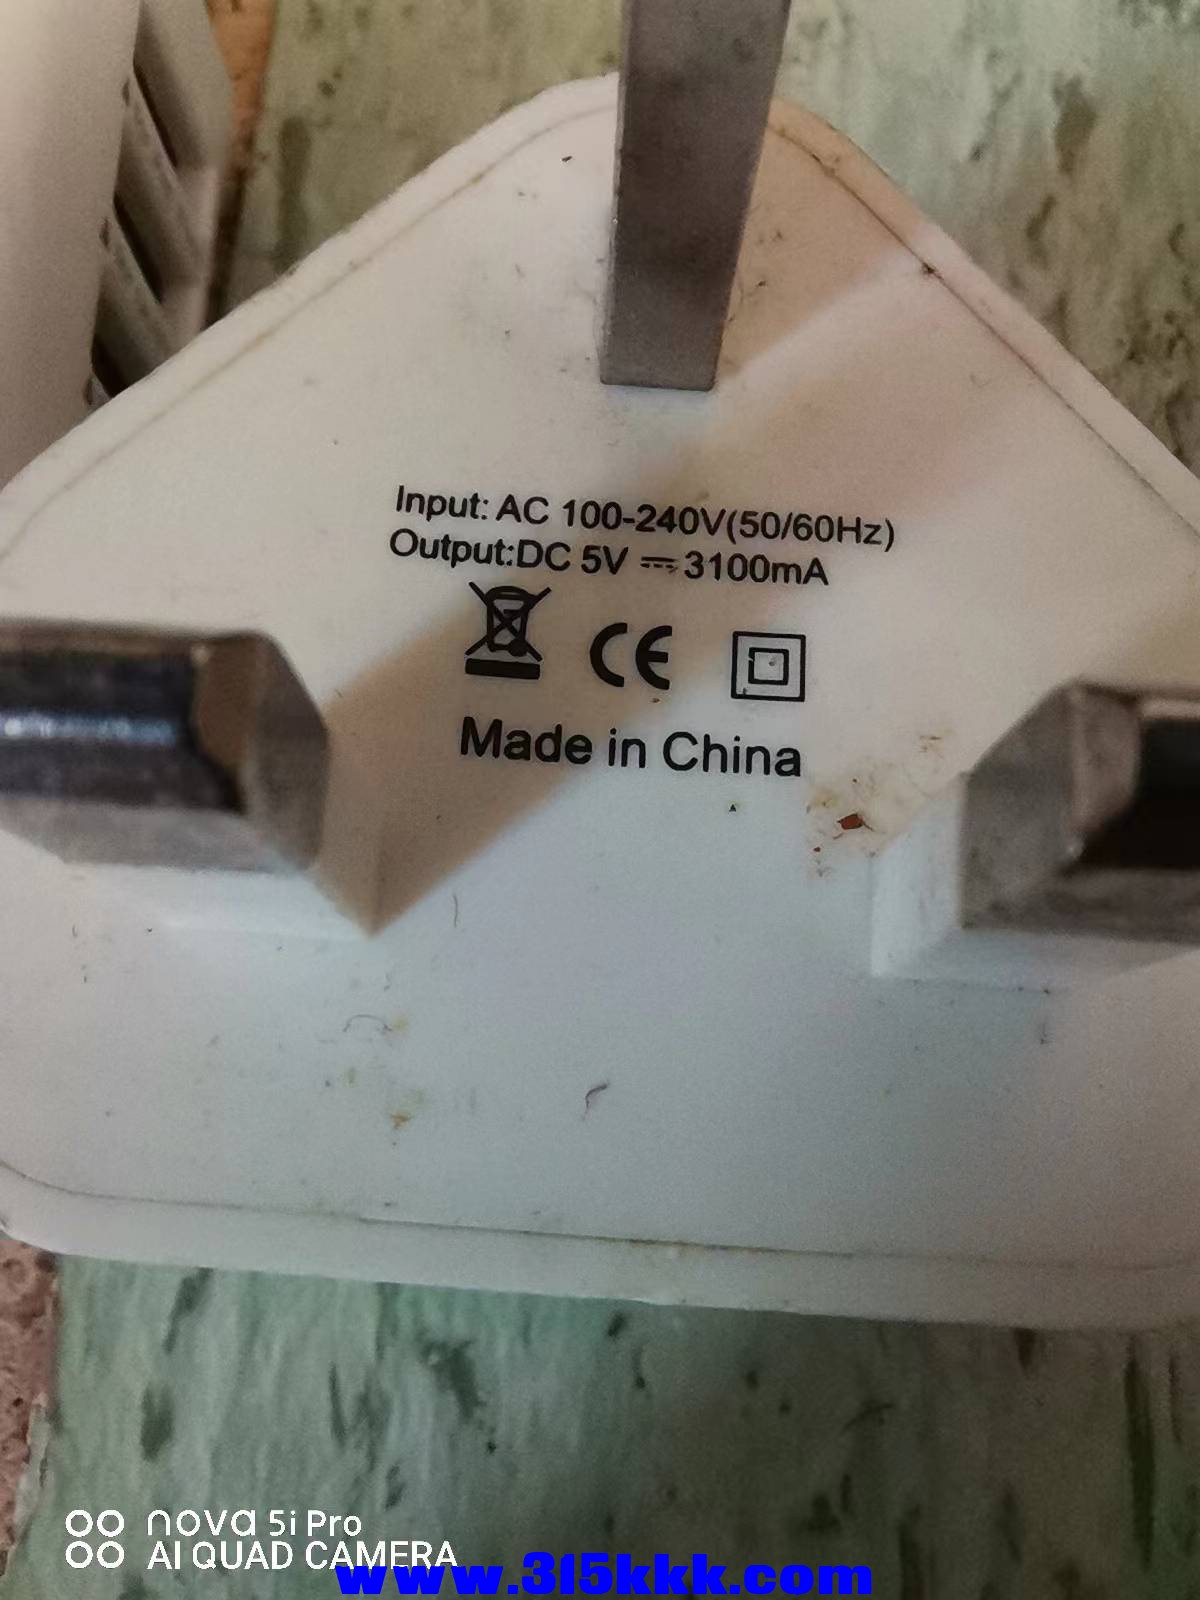 Input: AC 100-240V(50/60Hz)
Output:DC 5V ⎓ 3100mA
CE
Made in China
nova 5i Pro
AI QUAD CAMERA
www.315kkk.com